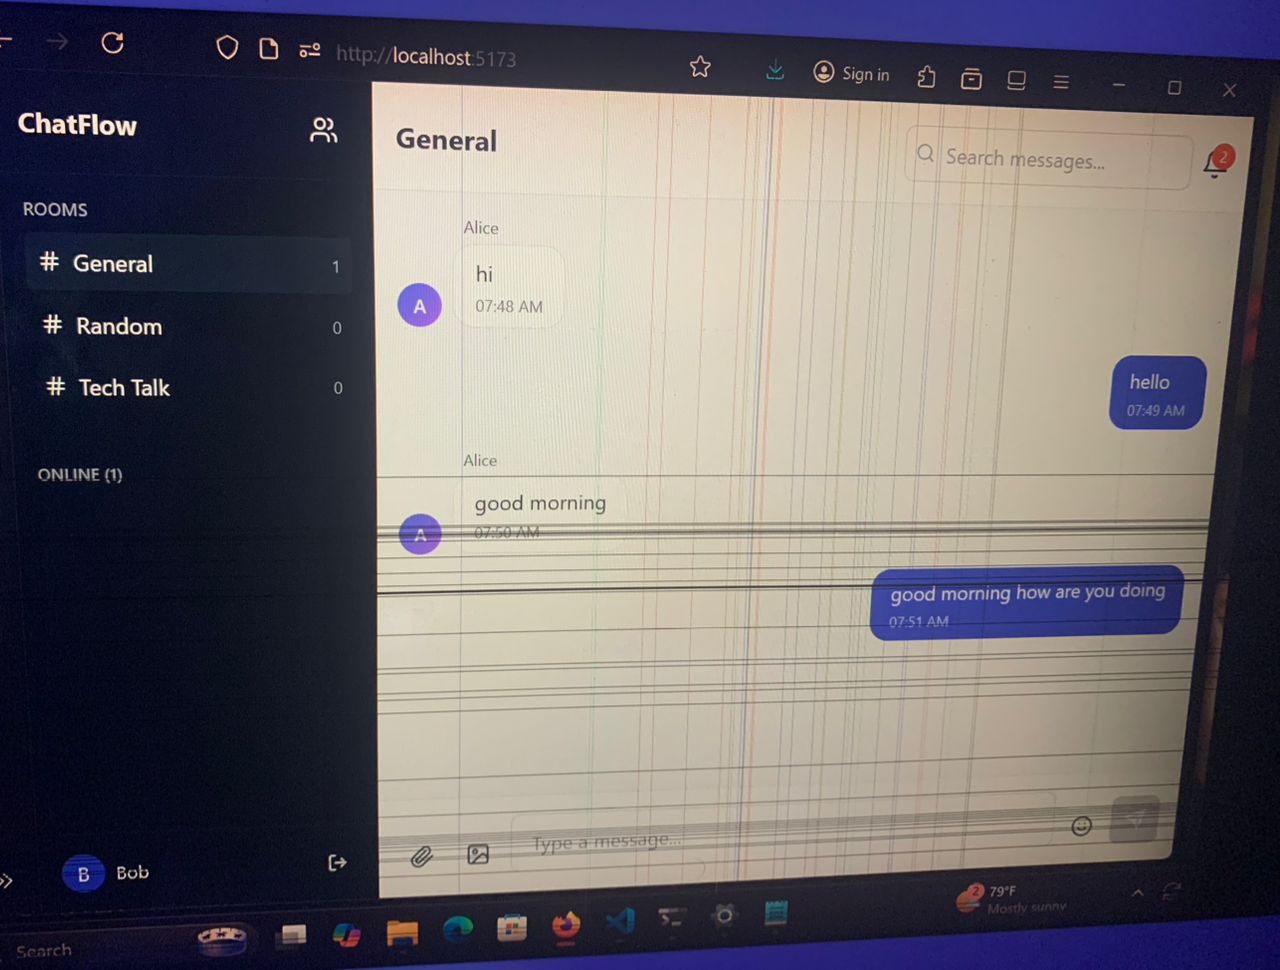 http://localhost:5173
Sign in
ChatFlow
ROOMS
# General 1
# Random 0
# Tech Talk 0
ONLINE (1)
B Bob
General
Search messages...
2
Alice
hi
A
07:48 AM
hello
07:49 AM
Alice
good morning
A
07:50 AM
good morning how are you doing
07:51 AM
Type a message...
Search
2
79°F
Mostly sunny